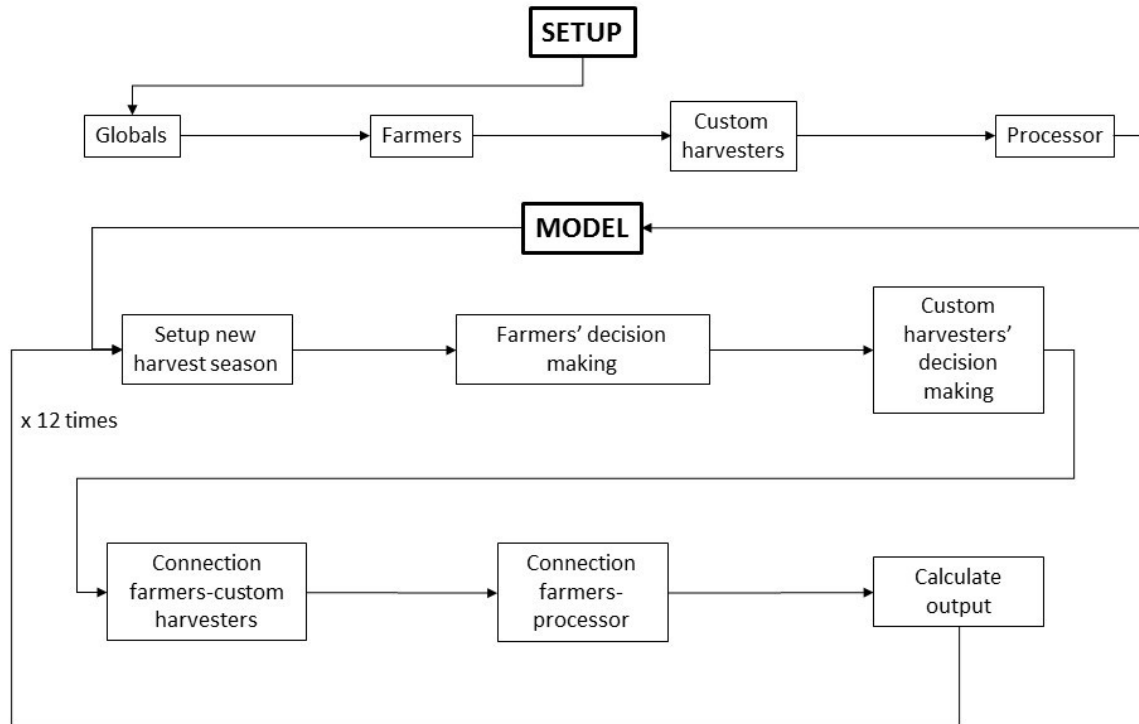 SETUP
Globals
Farmers
Custom
harvesters
Processor
MODEL
Setup new
harvest season
Farmers’ decision
making
Custom
harvesters’
decision
making
x 12 times
Connection
farmers-custom
harvesters
Connection
farmers-
processor
Calculate
output